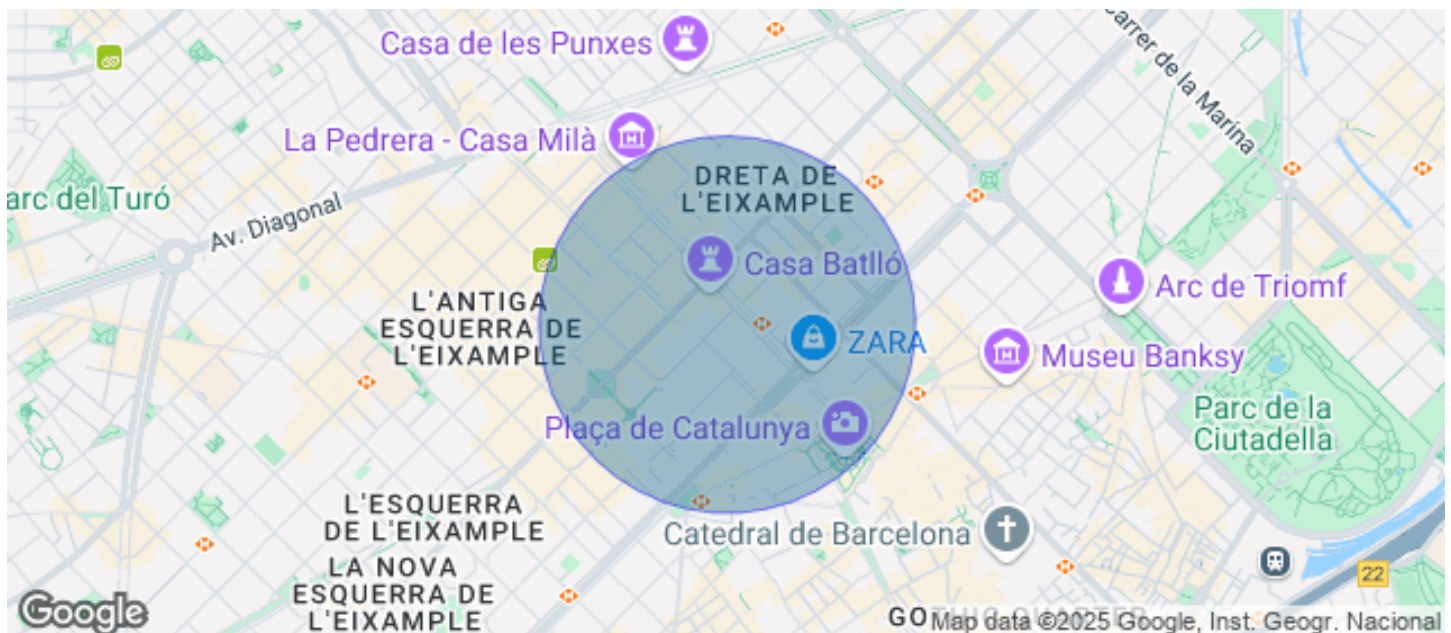 Casa de les Punxes
Carrer de la Marina
La Pedrera - Casa Milà
DRETA DE
L'EIXAMPLE
arc del Turó
Av. Diagonal
Casa Batlló
Arc de Triomf
L'ANTIGA
ESQUERRA DE
L'EIXAMPLE
ZARA
Museu Banksy
Plaça de Catalunya
Parc de la
Ciutadella
L'ESQUERRA
DE L'EIXAMPLE
Catedral de Barcelona
LA NOVA
ESQUERRA DE
L'EIXAMPLE
22
Google
Map data ©2025 Google, Inst. Geogr. Nacional